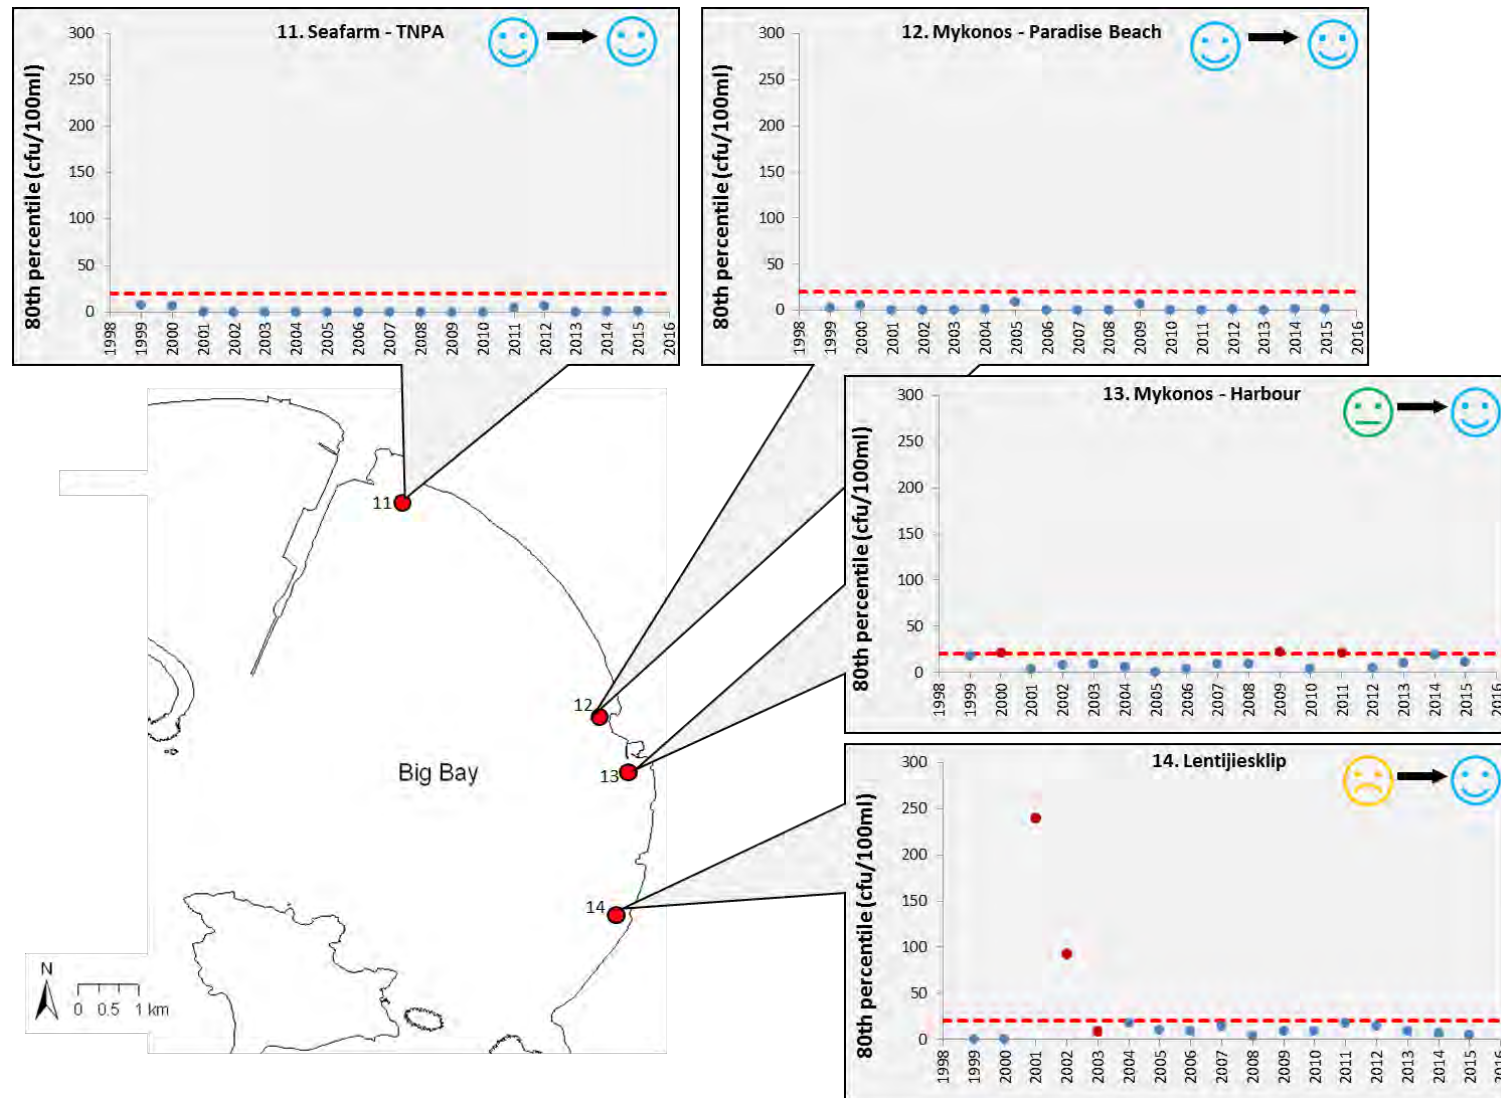 11. Seafarm - TNPA
80th percentile (cfu/100ml)
300
250
200
150
100
50
0
1998 1999 2000 2001 2002 2003 2004 2005 2006 2007 2008 2009 2010 2011 2012 2013 2014 2015 2016
12. Mykonos - Paradise Beach
80th percentile (cfu/100ml)
300
250
200
150
100
50
0
1998 1999 2000 2001 2002 2003 2004 2005 2006 2007 2008 2009 2010 2011 2012 2013 2014 2015 2016
13. Mykonos - Harbour
80th percentile (cfu/100ml)
300
250
200
150
100
50
0
1998 1999 2000 2001 2002 2003 2004 2005 2006 2007 2008 2009 2010 2011 2012 2013 2014 2015 2016
11
12
13
Big Bay
14
14. Lentijiesklip
80th percentile (cfu/100ml)
300
250
200
150
100
50
0
1998 1999 2000 2001 2002 2003 2004 2005 2006 2007 2008 2009 2010 2011 2012 2013 2014 2015 2016
N
0 0.5 1 km